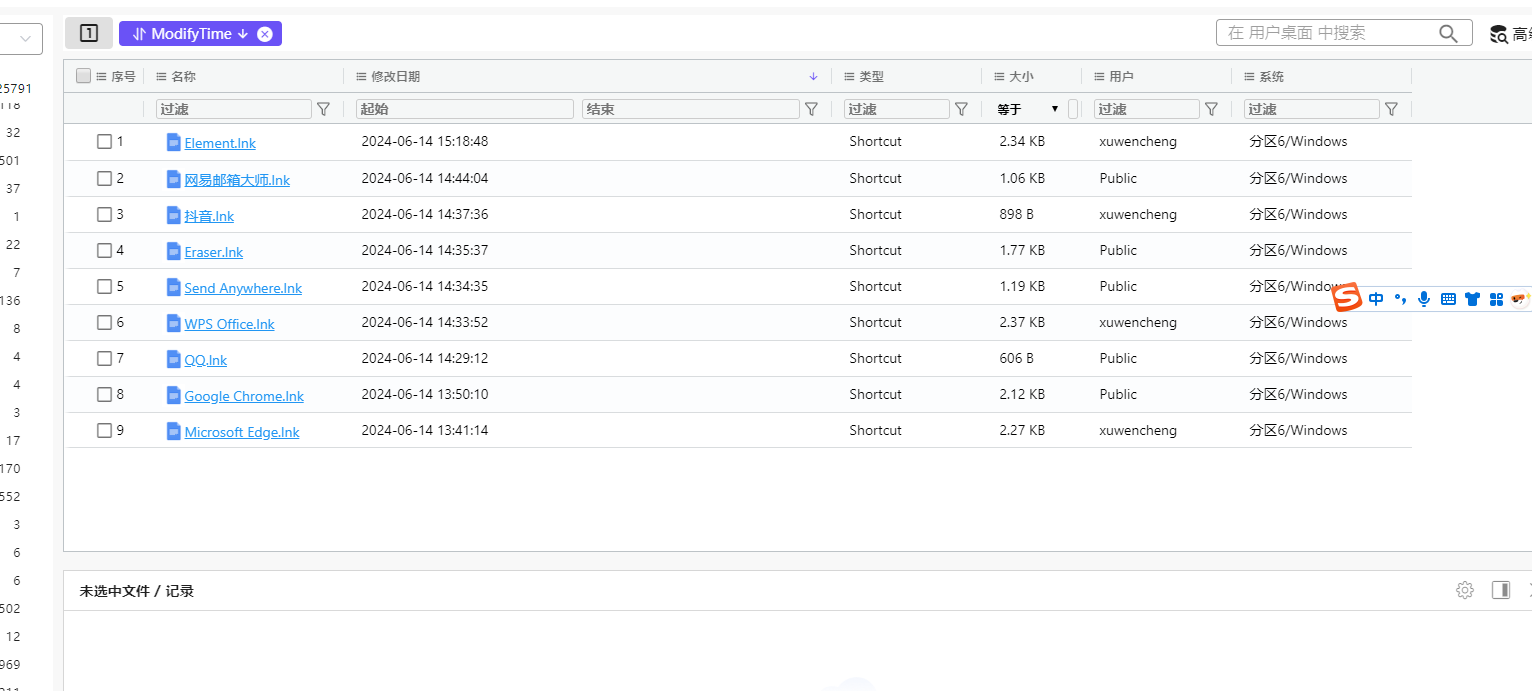 1 ModifyTime 在 用户桌面 中搜索
序号 名称 修改日期 类型 大小 用户 系统
过滤 起始 结束 过滤 等于 过滤 过滤
1 Element.lnk 2024-06-14 15:18:48 Shortcut 2.34 KB xuwencheng 分区6/Windows
2 网易邮箱大师.lnk 2024-06-14 14:44:04 Shortcut 1.06 KB Public 分区6/Windows
3 抖音.lnk 2024-06-14 14:37:36 Shortcut 898 B xuwencheng 分区6/Windows
4 Eraser.lnk 2024-06-14 14:35:37 Shortcut 1.77 KB Public 分区6/Windows
5 Send Anywhere.lnk 2024-06-14 14:34:35 Shortcut 1.19 KB Public 分区6/Windows
6 WPS Office.lnk 2024-06-14 14:33:52 Shortcut 2.37 KB xuwencheng 分区6/Windows
7 QQ.lnk 2024-06-14 14:29:12 Shortcut 606 B Public 分区6/Windows
8 Google Chrome.lnk 2024-06-14 13:50:10 Shortcut 2.12 KB Public 分区6/Windows
9 Microsoft Edge.lnk 2024-06-14 13:41:14 Shortcut 2.27 KB xuwencheng 分区6/Windows
中
未选中文件 / 记录
25791
118
32
501
37
1
22
7
136
8
4
4
3
17
170
552
3
6
6
502
12
969